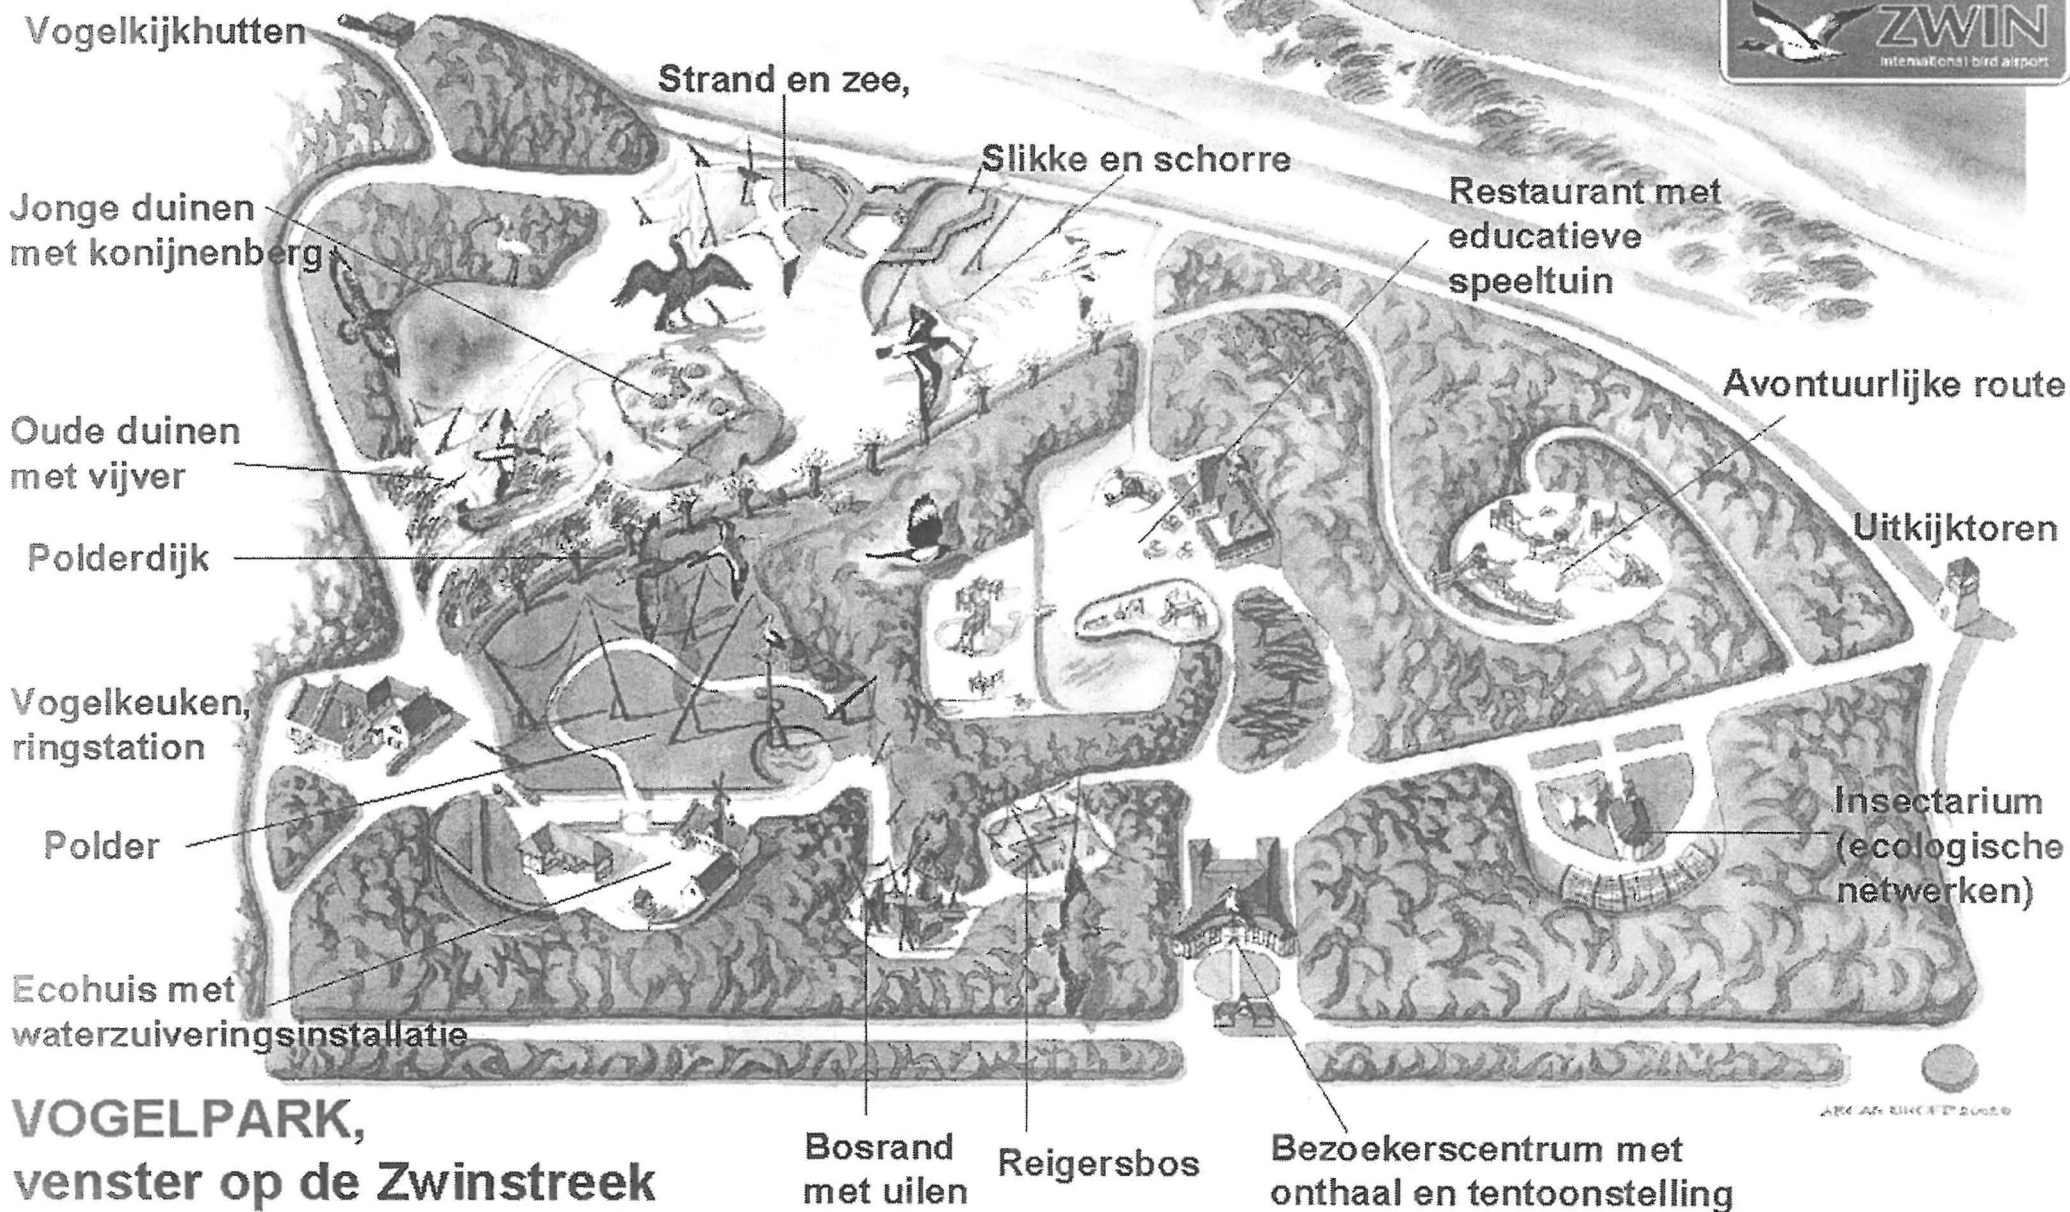 Vogelkijkhutten
Strand en zee,
ZWIN
international bird airport
Slikke en schorre
Jonge duinen
met konijnenberg
Restaurant met
educatieve
speeltuin
Avontuurlijke route
Oude duinen
met vijver
Uitkijktoren
Polderdijk
Vogelkeuken,
ringstation
Insectarium
(ecologische
netwerken)
Polder
Ecohuis met
waterzuiveringsinstallatie
VOGELPARK,
venster op de Zwinstreek
Bosrand
met uilen
Reigersbos
Bezoekerscentrum met
onthaal en tentoonstelling